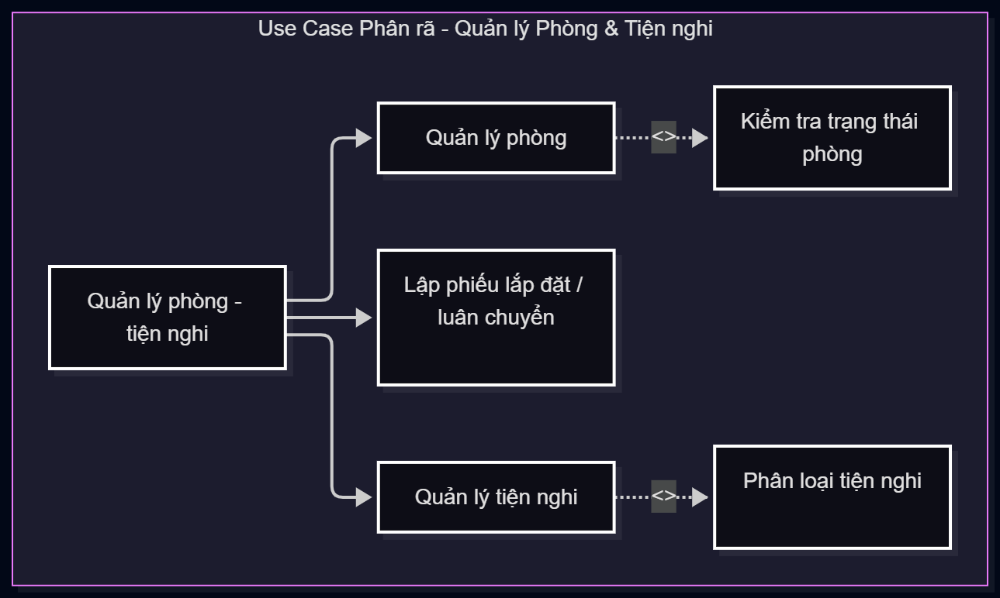 Use Case Phân rã - Quản lý Phòng & Tiện nghi
Quản lý phòng
<>
Kiểm tra trạng thái
phòng
Quản lý phòng -
tiện nghi
Lập phiếu lắp đặt /
luân chuyển
Quản lý tiện nghi
<>
Phân loại tiện nghi